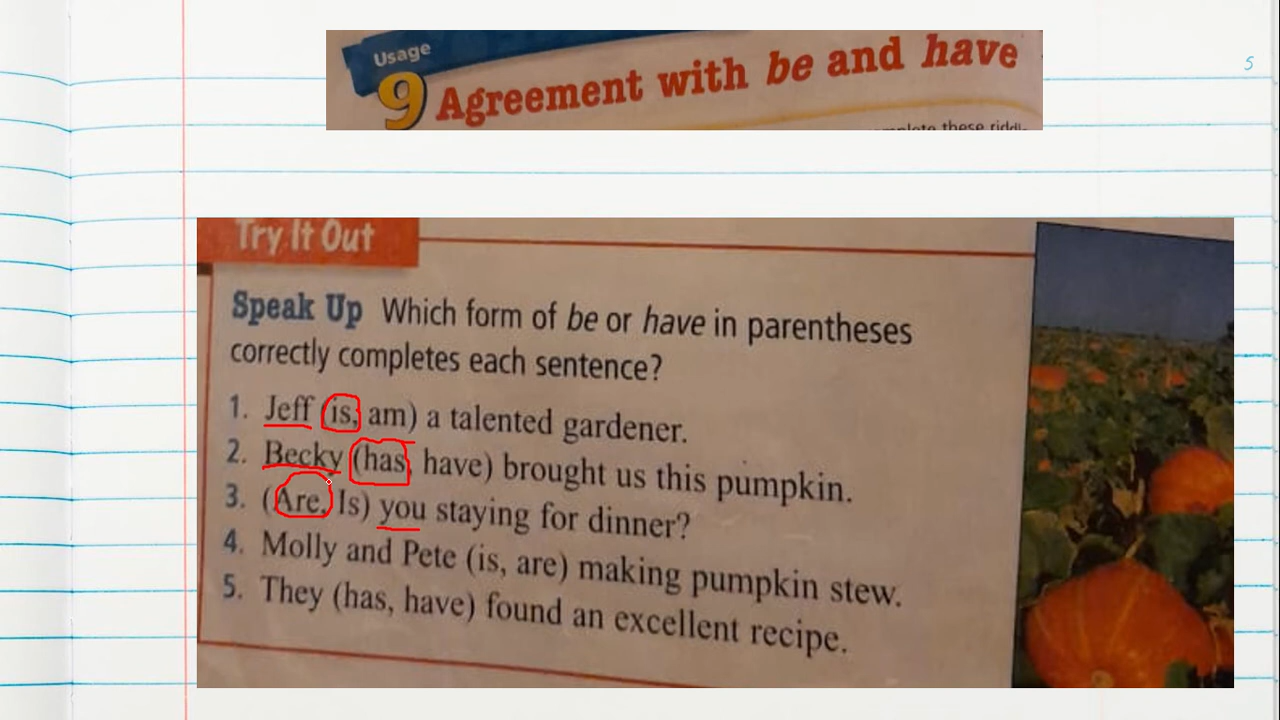 Usage
9 Agreement with be and have
these
5
Try It Out
Speak Up Which form of be or have in parentheses
correctly completes each sentence?
1. Jeff (is, am) a talented gardener.
2. Becky (has, have) brought us this pumpkin.
3. (Are, Is) you staying for dinner?
4. Molly and Pete (is, are) making pumpkin stew.
5. They (has, have) found an excellent recipe.